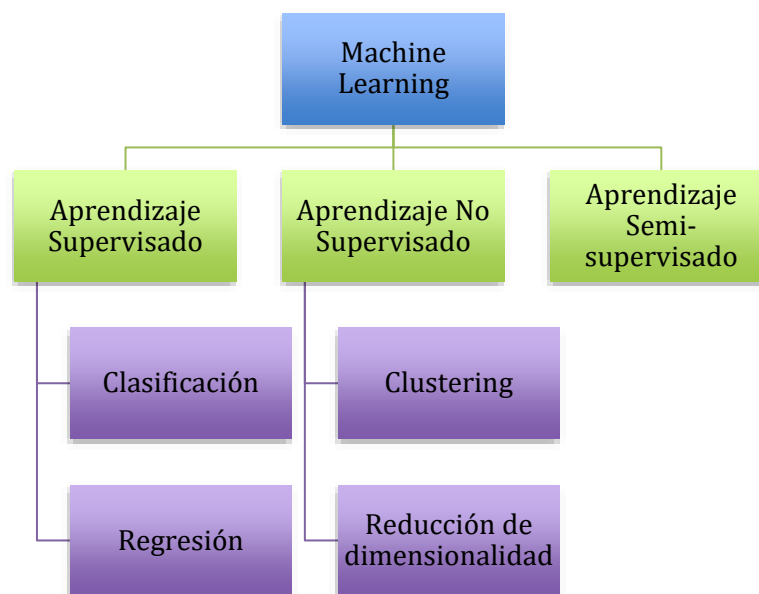 Machine
Learning
Aprendizaje
Supervisado
Aprendizaje No
Supervisado
Aprendizaje
Semi-
supervisado
Clasificación
Clustering
Regresión
Reducción de
dimensionalidad